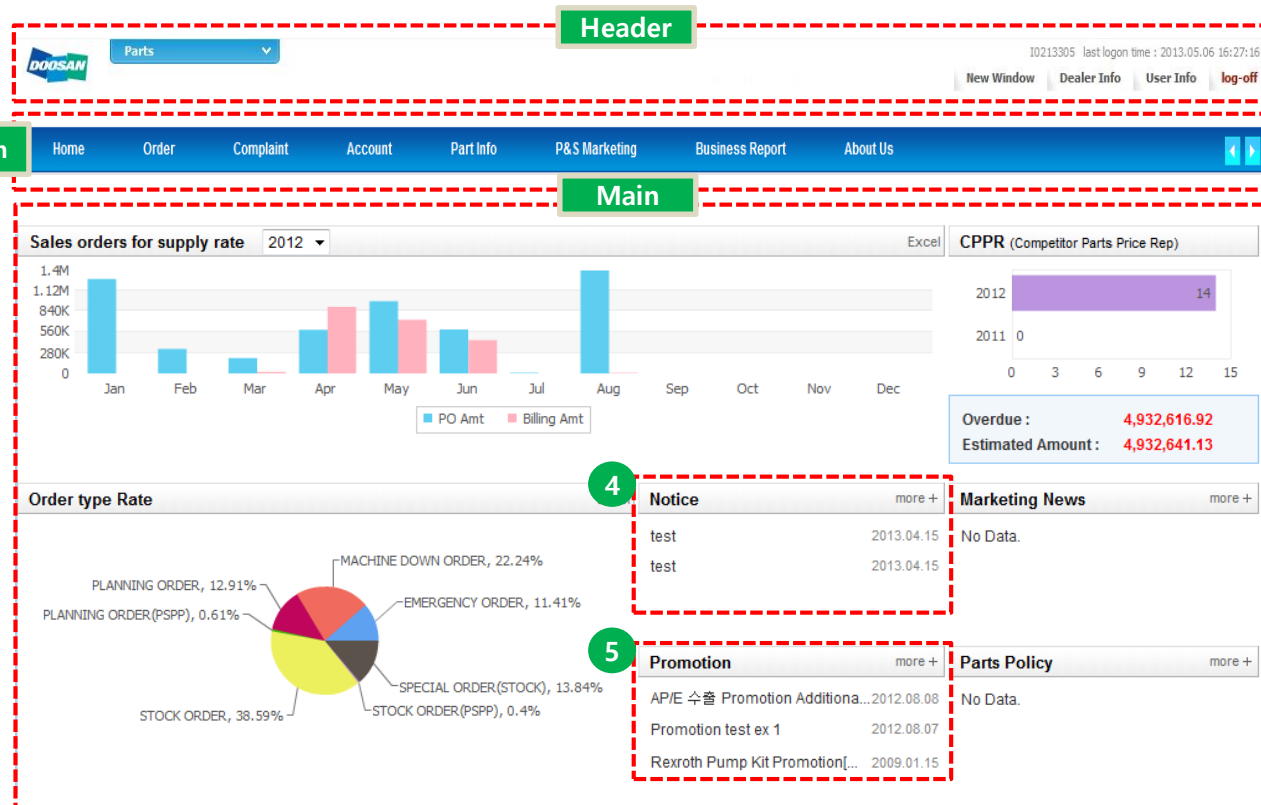 Header
DOOSAN
Parts
I0213305 last logon time : 2013.05.06 16:27:16
New Window Dealer Info User Info log-off
Home Order Complaint Account Part Info P&S Marketing Business Report About Us
Main
Sales orders for supply rate 2012 Excel
1.4M
1.12M
840K
560K
280K
0
Jan Feb Mar Apr May Jun Jul Aug Sep Oct Nov Dec
PO Amt Billing Amt
CPPR (Competitor Parts Price Rep)
2012 14
2011 0
0 3 6 9 12 15
Overdue : 4,932,616.92
Estimated Amount : 4,932,641.13
Order type Rate
MACHINE DOWN ORDER, 22.24%
PLANNING ORDER, 12.91%
EMERGENCY ORDER, 11.41%
PLANNING ORDER(PSPP), 0.61%
SPECIAL ORDER(STOCK), 13.84%
STOCK ORDER(PSPP), 0.4%
STOCK ORDER, 38.59%
4
Notice more +
test 2013.04.15
test 2013.04.15
Marketing News more +
No Data.
5
Promotion more +
AP/E 수출 Promotion Additiona... 2012.08.08
Promotion test ex 1 2012.08.07
Rexroth Pump Kit Promotion[... 2009.01.15
Parts Policy more +
No Data.